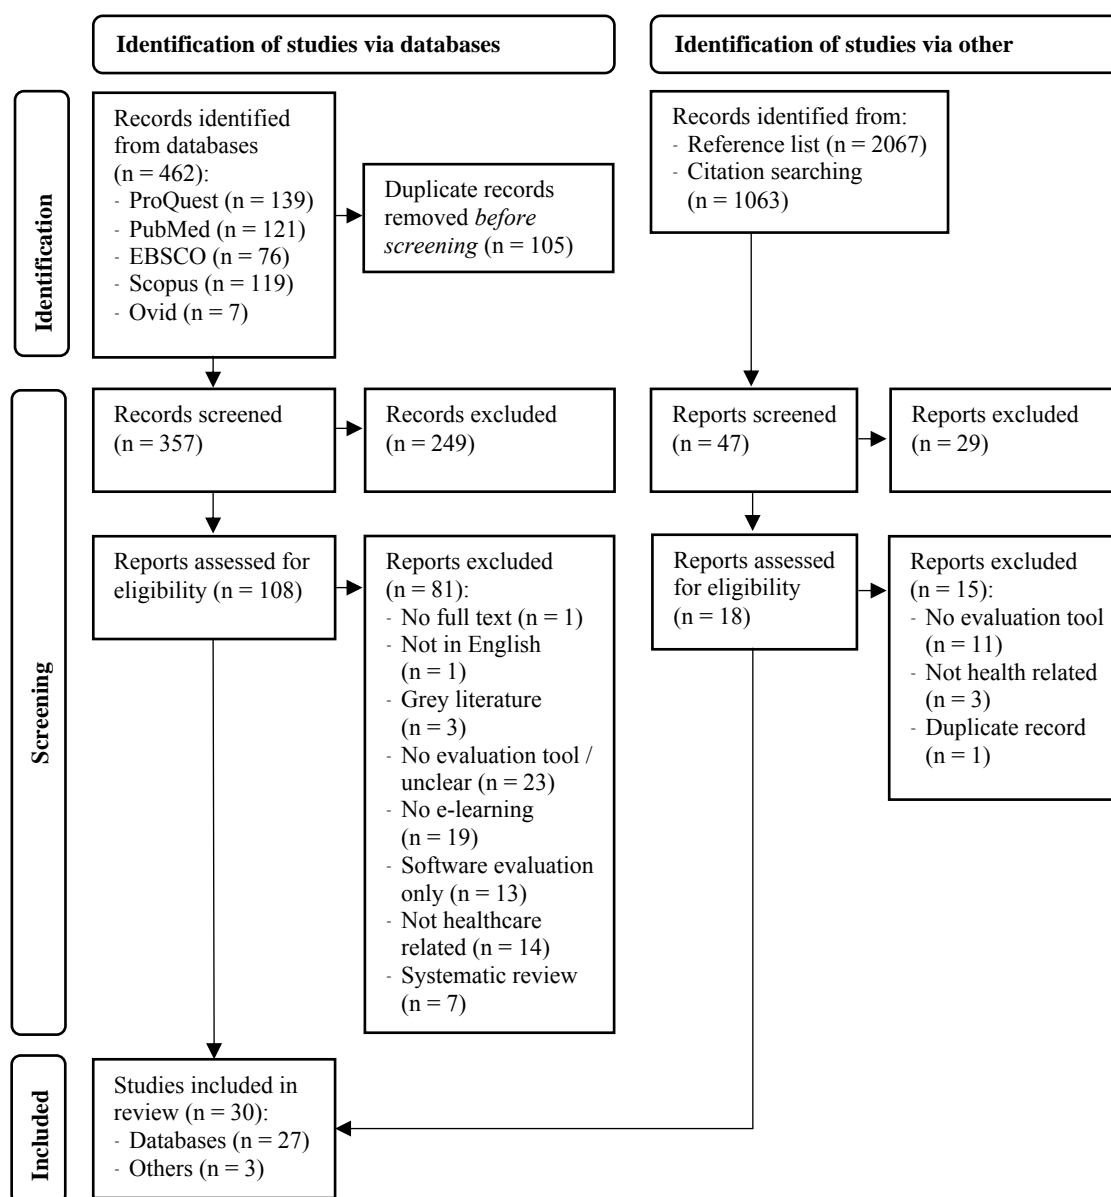 Identification of studies via databases
Identification of studies via other
Identification
Records identified
from databases
(n = 462):
- ProQuest (n = 139)
- PubMed (n = 121)
- EBSCO (n = 76)
- Scopus (n = 119)
- Ovid (n = 7)
Duplicate records
removed before
screening (n = 105)
Records identified from:
- Reference list (n = 2067)
- Citation searching
(n = 1063)
Screening
Records screened
(n = 357)
Records excluded
(n = 249)
Reports screened
(n = 47)
Reports excluded
(n = 29)
Reports assessed for
eligibility (n = 108)
Reports excluded
(n = 81):
- No full text (n = 1)
- Not in English
(n = 1)
- Grey literature
(n = 3)
- No evaluation tool /
unclear (n = 23)
- No e-learning
(n = 19)
- Software evaluation
only (n = 13)
- Not healthcare
related (n = 14)
- Systematic review
(n = 7)
Reports assessed
for eligibility
(n = 18)
Reports excluded
(n = 15):
- No evaluation tool
(n = 11)
- Not health related
(n = 3)
- Duplicate record
(n = 1)
Included
Studies included in
review (n = 30):
- Databases (n = 27)
- Others (n = 3)